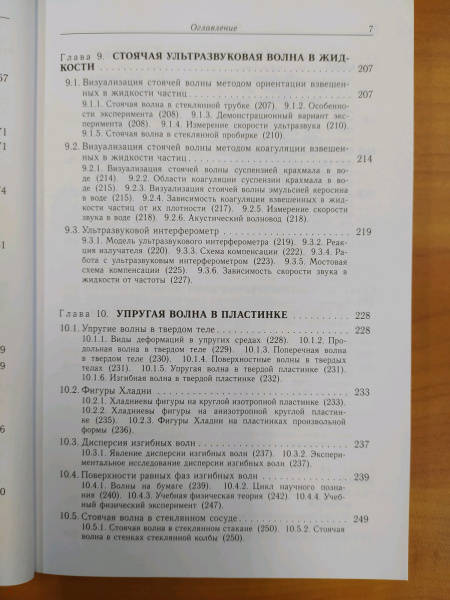 Оглавление 7
Глава 9. СТОЯЧАЯ УЛЬТРАЗВУКОВАЯ ВОЛНА В ЖИД-
КОСТИ 207
9.1. Визуализация стоячей волны методом ориентации взвешен-
ных в жидкости частиц 207
9.1.1. Стоячая волна в стеклянной трубке (207). 9.1.2. Особенно-
сти эксперимента (208). 9.1.3. Демонстрационный вариант экс-
перимента (208). 9.1.4 Измерение скорости ультразвука (210).
9.1.5. Стоячая волна в стеклянной пробирке (210).
9.2. Визуализация стоячей волны методом коагуляции взвешен-
ных в жидкости частиц 214
9.2.1. Визуализация стоячей волны суспензией крахмала в во-
де (214). 9.2.2. Области коагуляции суспензии крахмала в во-
де (215). 9.2.3. Визуализация стоячей волны эмульсией керосина
в воде (215). 9.2.4. Зависимость коагуляции взвешенных в жид-
кости частиц от их плотности (217). 9.2.5. Измерение скорости
звука в воде (218). 9.2.6. Акустический волновод (218).
9.3. Ультразвуковой интерферометр 219
9.3.1. Модель ультразвукового интерферометра (219). 9.3.2. Реак-
ция излучателя (220). 9.3.3. Схема компенсации (222). 9.3.4. Ра-
бота с ультразвуковым интерферометром (223). 9.3.5. Мостовая
схема компенсации (225). 9.3.6. Зависимость скорости звука в
жидкости от частоты (227).
Глава 10. УПРУГАЯ ВОЛНА В ПЛАСТИНКЕ 228
10.1. Упругие волны в твердом теле 228
10.1.1. Виды деформаций в упругих средах (228). 10.1.2. Про-
дольная волна в твердом теле (229). 10.1.3. Поперечная волна
в твердом теле (230). 10.1.4. Поверхностные волны в твердых
телах (231). 10.1.5. Упругая волна в твердой пластинке (231).
10.1.6. Изгибная волна в твердой пластинке (232).
10.2. Фигуры Хладни 233
10.2.1. Хладниевы фигуры на круглой изотропной пластинке (233).
10.2.2. Хладниевы фигуры на анизотропной круглой пластин-
ке (235). 10.2.3. Фигуры Хладни на пластинках произвольной
формы (236).
10.3. Дисперсия изгибных волн 237
10.3.1. Явление дисперсии изгибных волн (237). 10.3.2. Экспери-
ментальное исследование дисперсии изгибных волн (237).
10.4. Поверхности равных фаз изгибных волн 239
10.4.1. Волны на бумаге (239). 10.4.2. Цикл научного позна-
ния (240). 10.4.3. Учебная физическая теория (242). 10.4.4. Учеб-
ный физический эксперимент (247).
10.5. Стоячая волна в стеклянном сосуде 249
10.5.1. Стоячая волна в стеклянном стакане (250). 10.5.2. Стоячая
волна в стенках стеклянной колбы (250).